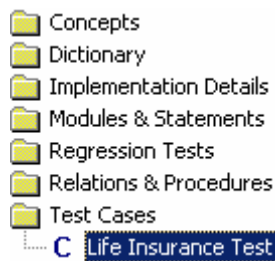 Concepts
Dictionary
Implementation Details
Modules & Statements
Regression Tests
Relations & Procedures
Test Cases
C Life Insurance Test